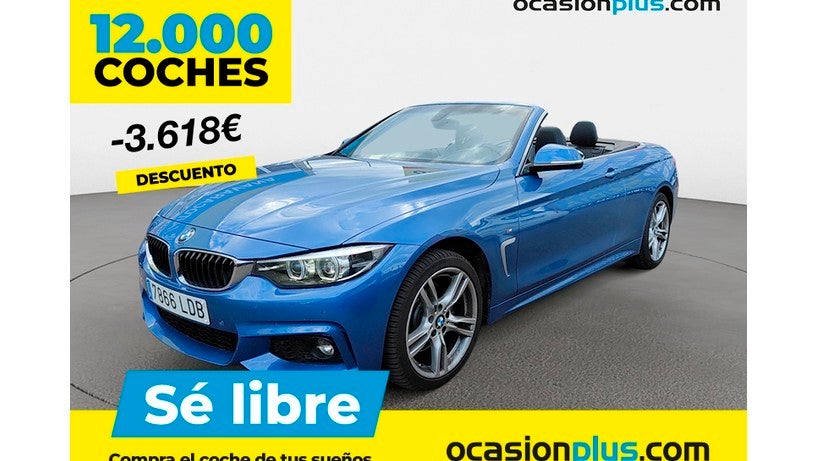 ocasionplus.com
12.000
COCHES
-3.618€
DESCUENTO
7866 LDB
Sé libre
Compra el coche de tus sueños
ocasionplus.com